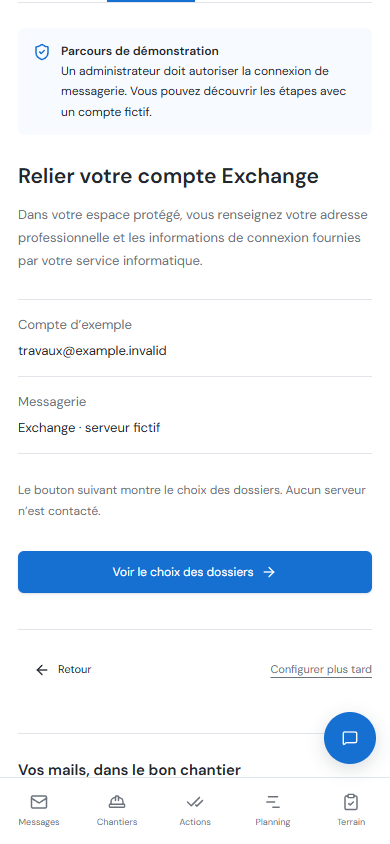 Parcours de démonstration
Un administrateur doit autoriser la connexion de
messagerie. Vous pouvez découvrir les étapes avec
un compte fictif.
Relier votre compte Exchange
Dans votre espace protégé, vous renseignez votre adresse
professionnelle et les informations de connexion fournies
par votre service informatique.
Compte d’exemple
travaux@example.invalid
Messagerie
Exchange · serveur fictif
Le bouton suivant montre le choix des dossiers. Aucun serveur
n’est contacté.
Voir le choix des dossiers
Retour
Configurer plus tard
Vos mails, dans le bon chantier
Messages
Chantiers
Actions
Planning
Terrain